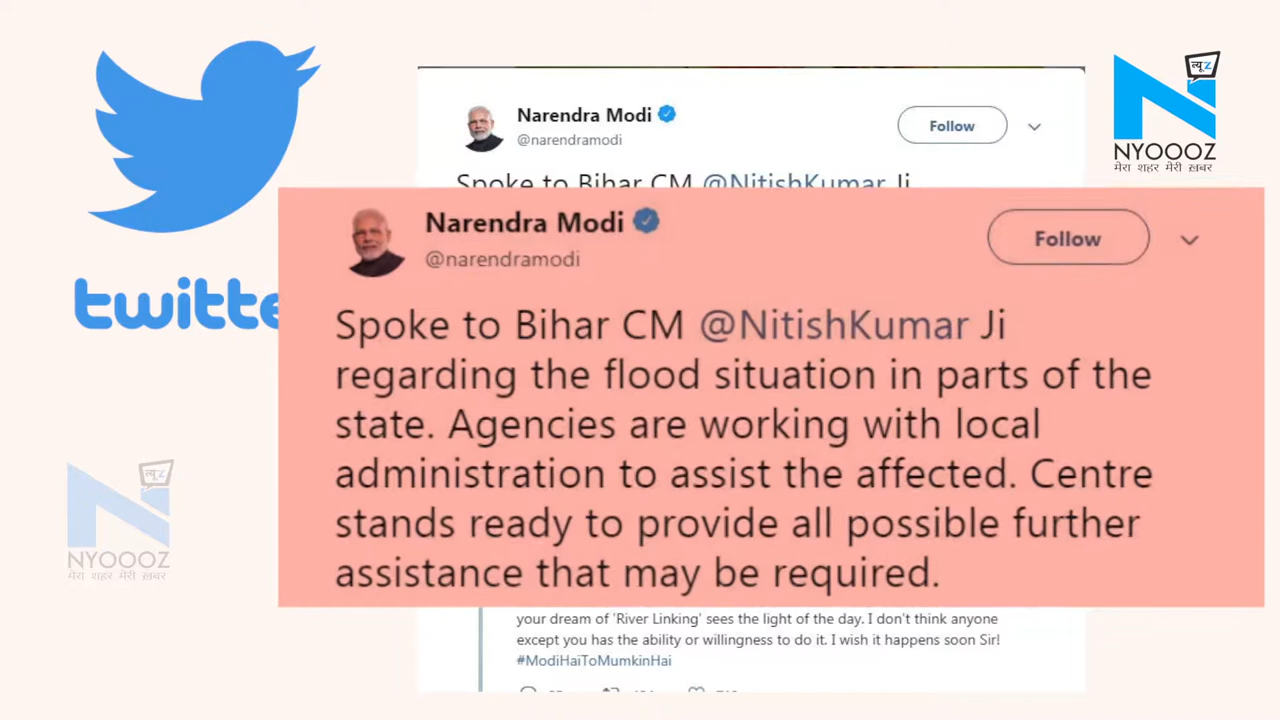 Narendra Modi
@narendramodi
Follow
Spoke to Bihar CM @NitishKumar Ji
न्यूz
NYOOOZ
मेरा शहर मेरी ख़बर
twitte
Narendra Modi
@narendramodi
Follow
Spoke to Bihar CM @NitishKumar Ji
regarding the flood situation in parts of the
state. Agencies are working with local
administration to assist the affected. Centre
stands ready to provide all possible further
assistance that may be required.
न्यूz
NYOOOZ
मेरा शहर मेरी ख़बर
your dream of 'River Linking' sees the light of the day. I don't think anyone
except you has the ability or willingness to do it. I wish it happens soon Sir!
#ModiHaiToMumkinHai